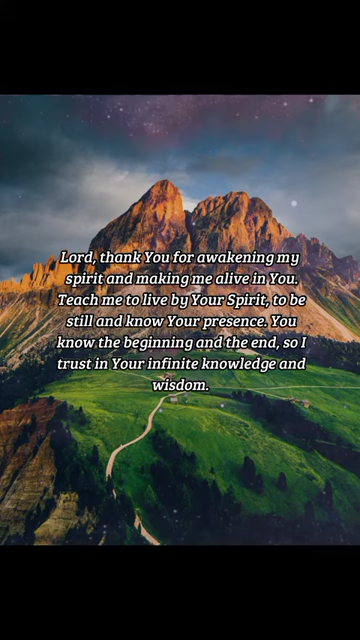 Lord, thank You for awakening my
spirit and making me alive in You.
Teach me to live by Your Spirit, to be
still and know Your presence. You
know the beginning and the end, so I
trust in Your infinite knowledge and
wisdom.